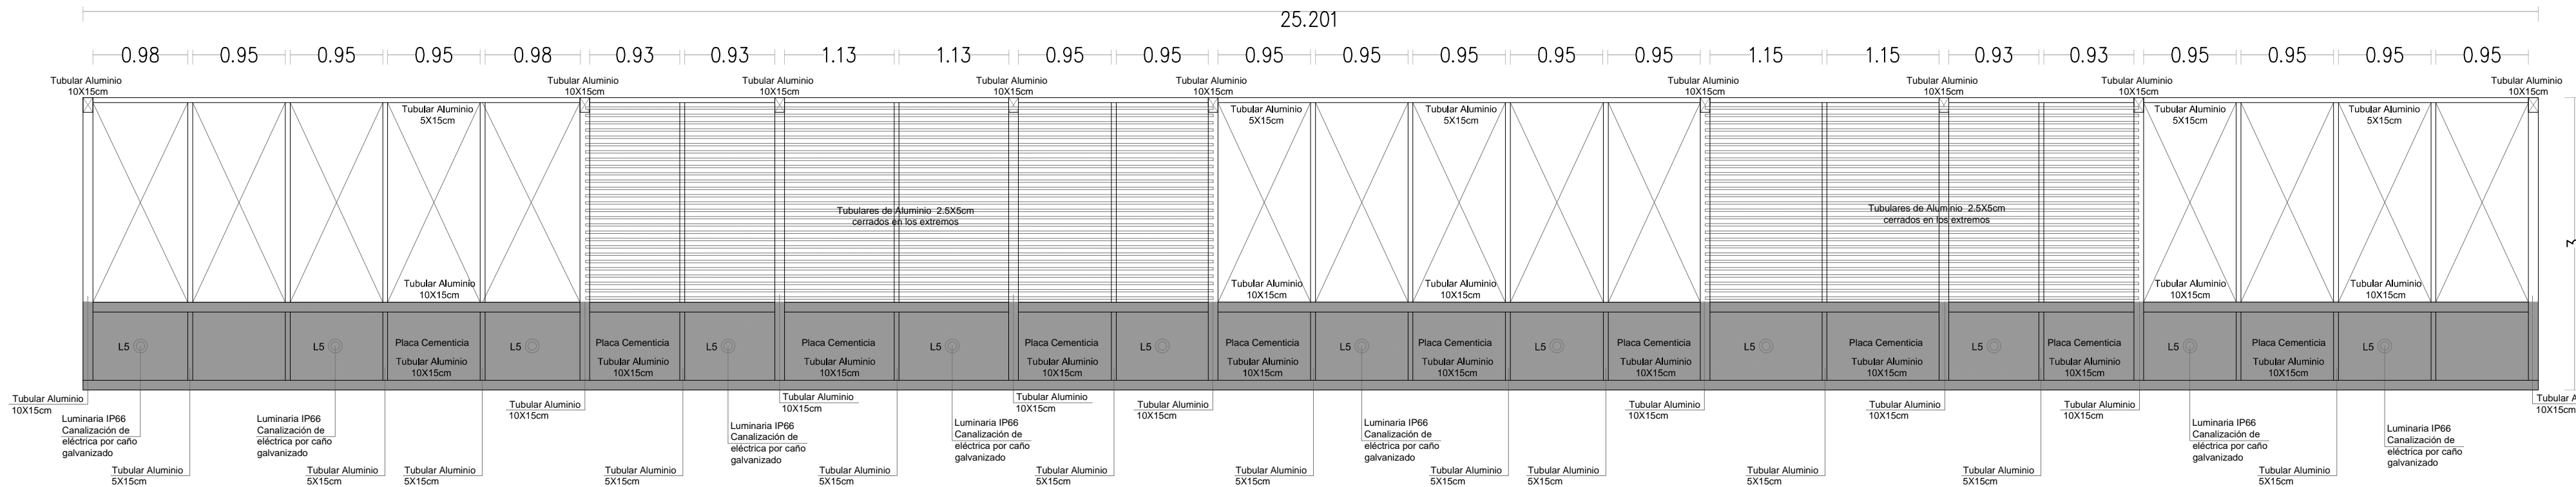 25.201
0.98 0.95 0.95 0.95 0.98 0.93 0.93 1.13 1.13 0.95 0.95 0.95 0.95 0.95 0.95 0.95 1.15 1.15 0.93 0.93 0.95 0.95 0.95 0.95
Tubular Aluminio Tubular Aluminio Tubular Aluminio Tubular Aluminio Tubular Aluminio Tubular Aluminio Tubular Aluminio Tubular Aluminio Tubular Aluminio
10X15cm 10X15cm 10X15cm 10X15cm 10X15cm 10X15cm 10X15cm 10X15cm 10X15cm
Tubular Aluminio Tubular Aluminio Tubular Aluminio Tubular Aluminio Tubular Aluminio
5X15cm 5X15cm 5X15cm 5X15cm 5X15cm
Tubulares de Aluminio 2.5X5cm Tubulares de Aluminio 2.5X5cm
cerrados en los extremos cerrados en los extremos
Tubular Aluminio Tubular Aluminio Tubular Aluminio Tubular Aluminio Tubular Aluminio
10X15cm 10X15cm 10X15cm 10X15cm 10X15cm
L5 L5 Placa Cementicia L5 Placa Cementicia L5 Placa Cementicia L5 Placa Cementicia L5 Placa Cementicia L5 Placa Cementicia L5 Placa Cementicia L5 Placa Cementicia L5 Placa Cementicia L5 Placa Cementicia L5
Tubular Aluminio Tubular Aluminio Tubular Aluminio Tubular Aluminio Tubular Aluminio Tubular Aluminio Tubular Aluminio Tubular Aluminio Tubular Aluminio Tubular Aluminio
10X15cm 10X15cm 10X15cm 10X15cm 10X15cm 10X15cm 10X15cm 10X15cm 10X15cm 10X15cm
Tubular Aluminio Tubular Aluminio Tubular Aluminio Tubular Aluminio Tubular Aluminio Tubular Aluminio Tubular Aluminio Tubular Aluminio Tubular A
10X15cm 10X15cm 10X15cm 10X15cm 10X15cm 10X15cm 10X15cm 10X15cm 10X15cm
Luminaria IP66 Luminaria IP66 Luminaria IP66 Luminaria IP66 Luminaria IP66 Luminaria IP66 Luminaria IP66
Canalización de Canalización de Canalización de Canalización de Canalización de Canalización de Canalización de
eléctrica por caño eléctrica por caño eléctrica por caño eléctrica por caño eléctrica por caño eléctrica por caño eléctrica por caño
galvanizado galvanizado galvanizado galvanizado galvanizado galvanizado galvanizado
Tubular Aluminio Tubular Aluminio Tubular Aluminio Tubular Aluminio Tubular Aluminio Tubular Aluminio Tubular Aluminio Tubular Aluminio Tubular Aluminio Tubular Aluminio Tubular Aluminio Tubular Aluminio
5X15cm 5X15cm 5X15cm 5X15cm 5X15cm 5X15cm 5X15cm 5X15cm 5X15cm 5X15cm 5X15cm 5X15cm